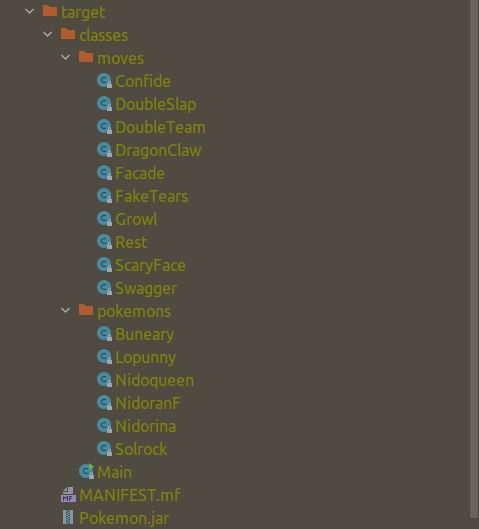 target
classes
moves
Confide
DoubleSlap
DoubleTeam
DragonClaw
Facade
FakeTears
Growl
Rest
ScaryFace
Swagger
pokemons
Buneary
Lopunny
Nidoqueen
NidoranF
Nidorina
Solrock
Main
MANIFEST.mf
Pokemon.jar